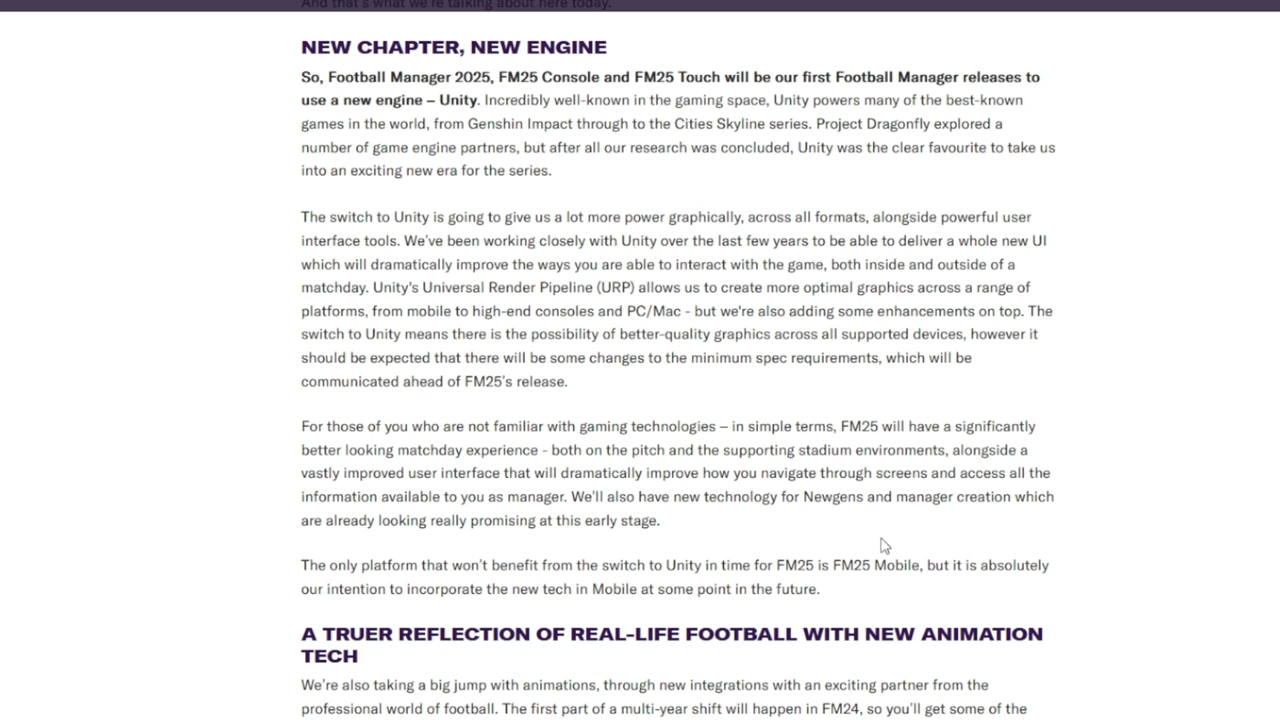 And that's what we're talking about here today.
NEW CHAPTER, NEW ENGINE
So, Football Manager 2025, FM25 Console and FM25 Touch will be our first Football Manager releases to
use a new engine – Unity. Incredibly well-known in the gaming space, Unity powers many of the best-known
games in the world, from Genshin Impact through to the Cities Skyline series. Project Dragonfly explored a
number of game engine partners, but after all our research was concluded, Unity was the clear favourite to take us
into an exciting new era for the series.
The switch to Unity is going to give us a lot more power graphically, across all formats, alongside powerful user
interface tools. We've been working closely with Unity over the last few years to be able to deliver a whole new UI
which will dramatically improve the ways you are able to interact with the game, both inside and outside of a
matchday. Unity's Universal Render Pipeline (URP) allows us to create more optimal graphics across a range of
platforms, from mobile to high-end consoles and PC/Mac - but we're also adding some enhancements on top. The
switch to Unity means there is the possibility of better-quality graphics across all supported devices, however it
should be expected that there will be some changes to the minimum spec requirements, which will be
communicated ahead of FM25's release.
For those of you who are not familiar with gaming technologies – in simple terms, FM25 will have a significantly
better looking matchday experience - both on the pitch and the supporting stadium environments, alongside a
vastly improved user interface that will dramatically improve how you navigate through screens and access all the
information available to you as manager. We'll also have new technology for Newgens and manager creation which
are already looking really promising at this early stage.
The only platform that won't benefit from the switch to Unity in time for FM25 is FM25 Mobile, but it is absolutely
our intention to incorporate the new tech in Mobile at some point in the future.
A TRUER REFLECTION OF REAL-LIFE FOOTBALL WITH NEW ANIMATION
TECH
We're also taking a big jump with animations, through new integrations with an exciting partner from the
professional world of football. The first part of a multi-year shift will happen in FM24, so you'll get some of the